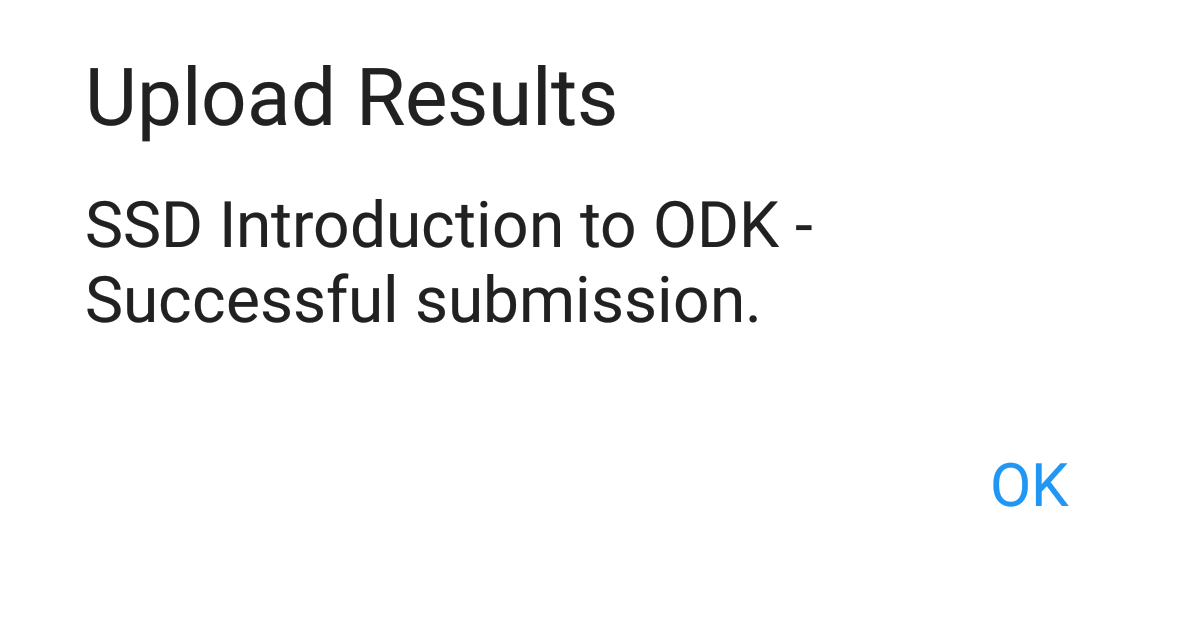 Upload Results
SSD Introduction to ODK -
Successful submission.
OK